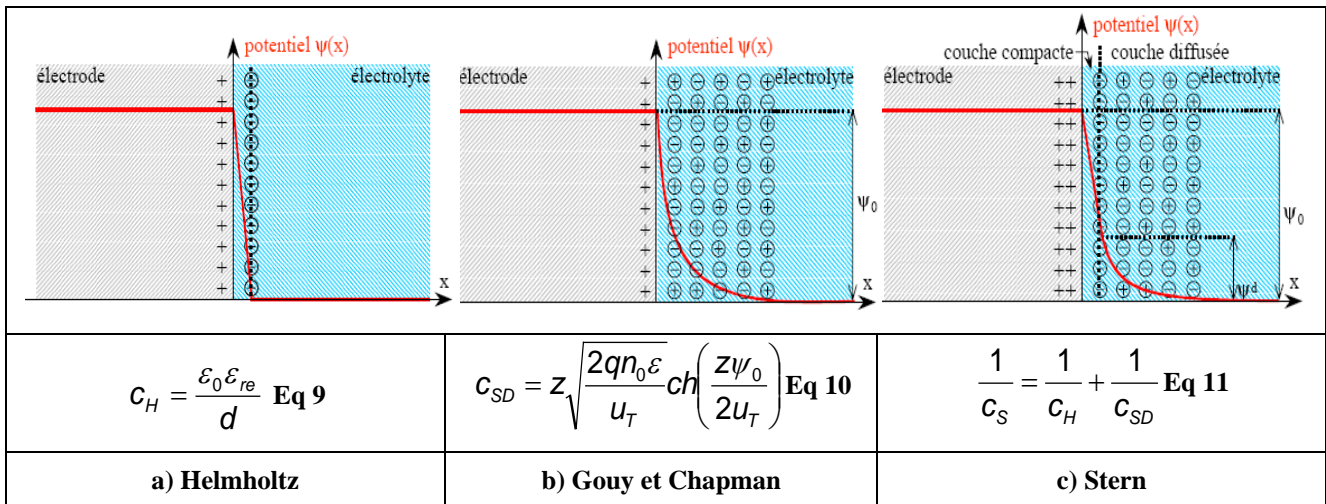 potentiel ψ(x)
électrode
électrolyte
x
potentiel ψ(x)
électrode
électrolyte
ψ₀
x
potentiel ψ(x)
couche compacte
couche diffusée
électrode
électrolyte
ψ₀
ψᵈ
x
c_H = ε₀ε_re / d Eq 9
c_SD = z√(2qn₀ε / u_T) ch(zψ₀ / 2u_T) Eq 10
1/c_S = 1/c_H + 1/c_SD Eq 11
a) Helmholtz
b) Gouy et Chapman
c) Stern